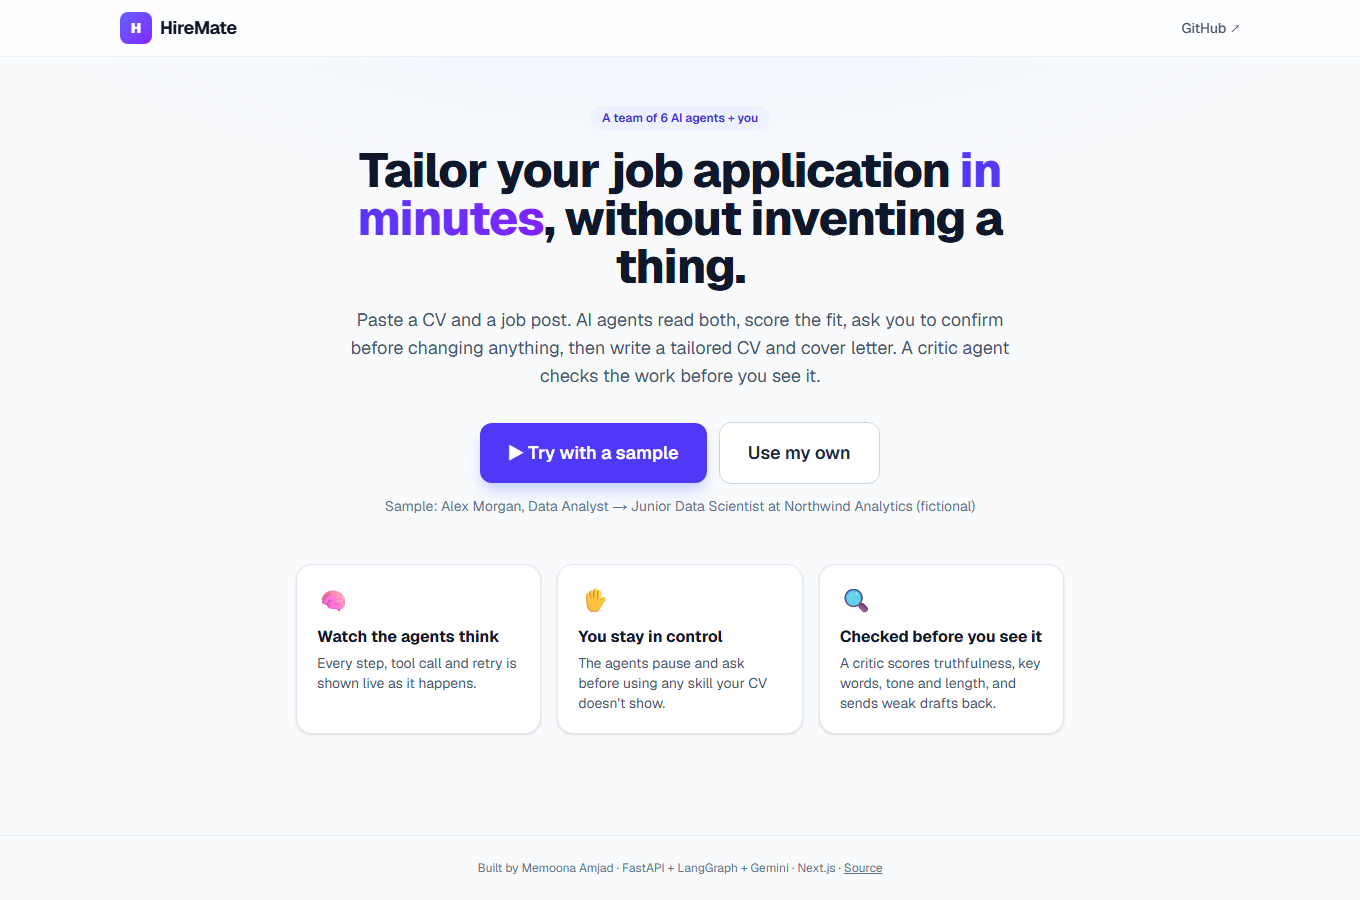 H HireMate
GitHub ↗
A team of 6 AI agents + you
Tailor your job application in
minutes, without inventing a
thing.
Paste a CV and a job post. AI agents read both, score the fit, ask you to confirm
before changing anything, then write a tailored CV and cover letter. A critic agent
checks the work before you see it.
▶ Try with a sample
Use my own
Sample: Alex Morgan, Data Analyst → Junior Data Scientist at Northwind Analytics (fictional)
Watch the agents think
Every step, tool call and retry is
shown live as it happens.
You stay in control
The agents pause and ask
before using any skill your CV
doesn't show.
Checked before you see it
A critic scores truthfulness, key
words, tone and length, and
sends weak drafts back.
Built by Memoona Amjad · FastAPI + LangGraph + Gemini · Next.js · Source